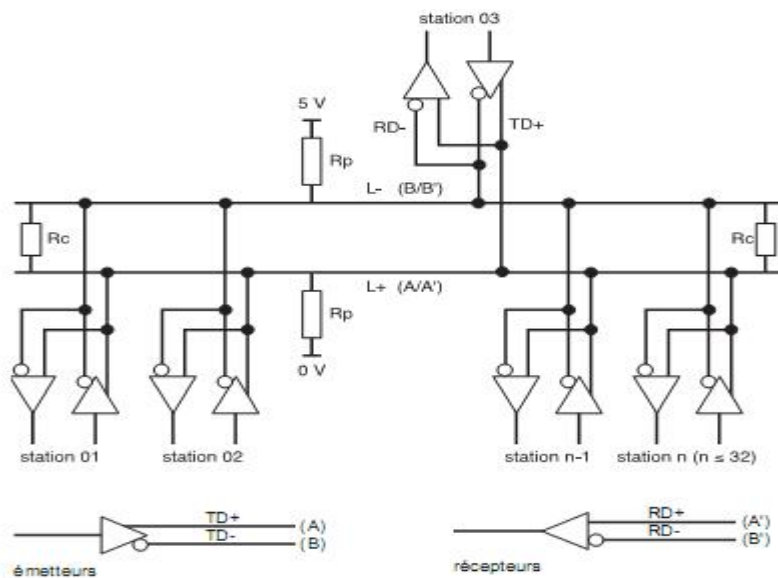 station 03
5 V
RD-
TD+
Rp
L- (B/B')
Rc
Rc
L+ (A/A')
Rp
0 V
station 01
station 02
station n-1
station n (n ≤ 32)
TD+
(A)
TD-
(B)
émetteurs
RD+
(A')
RD-
(B')
récepteurs